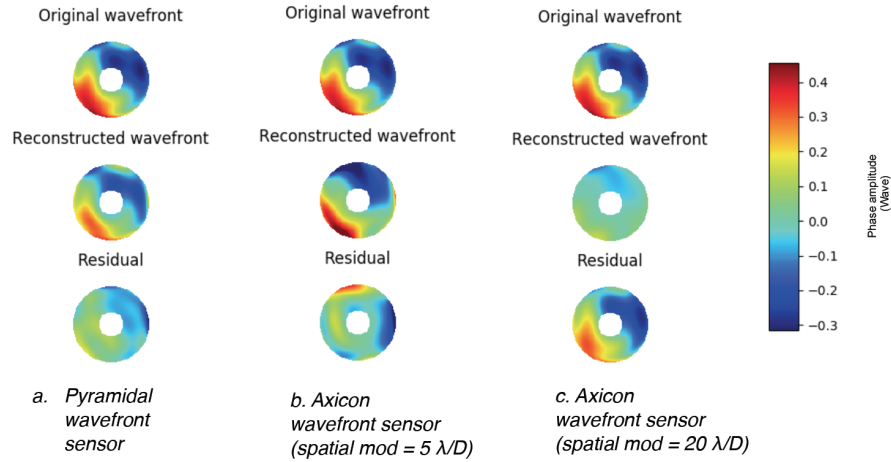 Original wavefront
Original wavefront
Original wavefront
Reconstructed wavefront
Reconstructed wavefront
Reconstructed wavefront
Residual
Residual
Residual
0.4
0.3
0.2
0.1
0.0
−0.1
−0.2
−0.3
Phase amplitude
(Wave)
a. Pyramidal
wavefront
sensor
b. Axicon
wavefront sensor
(spatial mod = 5 λ/D)
c. Axicon
wavefront sensor
(spatial mod = 20 λ/D)